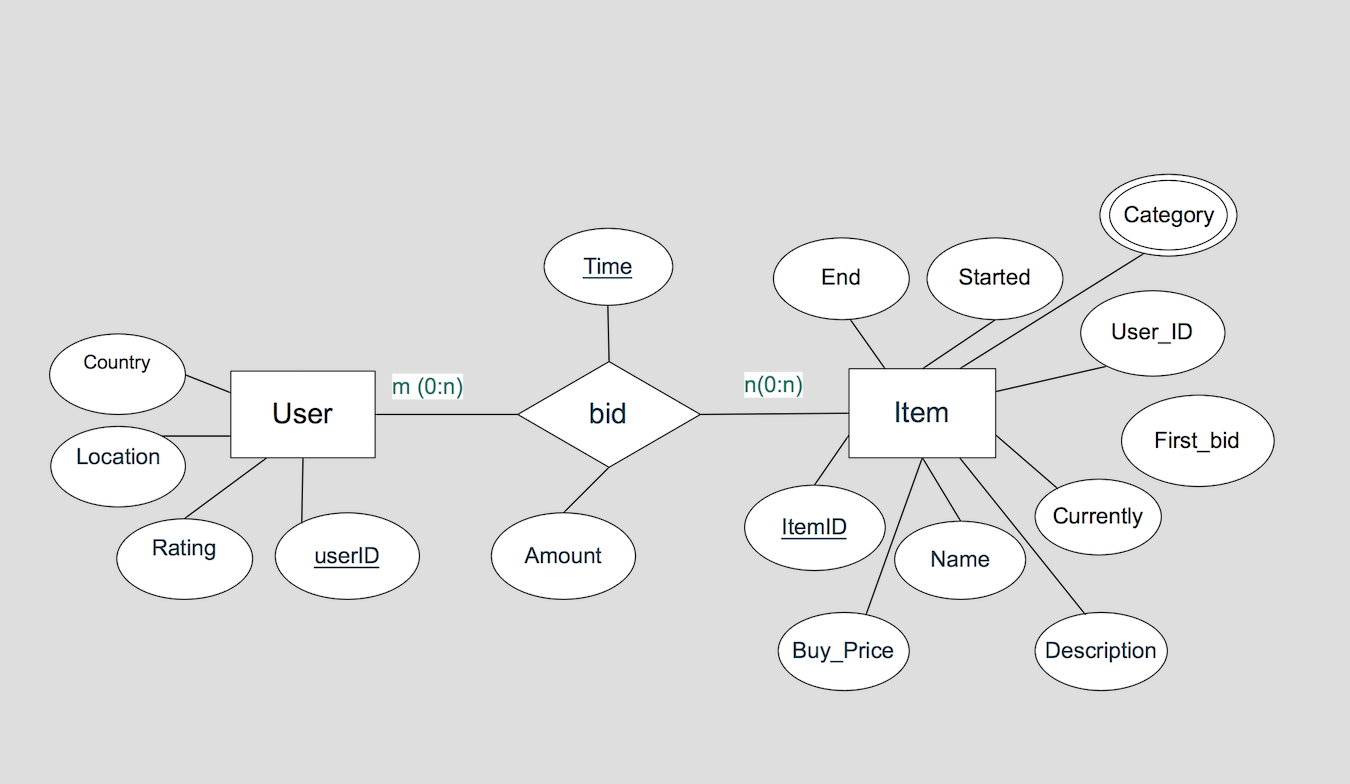 Category
End
Started
Time
User_ID
Country
m (0:n)
n(0:n)
User
bid
Item
First_bid
Location
Currently
ItemID
Rating
userID
Amount
Name
Buy_Price
Description